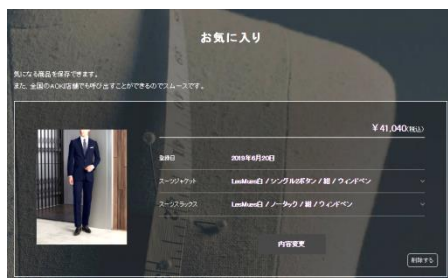 お気に入り
気になる商品を保存できます。
また、全国のAOKI店舗でも呼び出すことができるのでスムースです。
¥41,040(税込)
登録日 2019年6月20日
スーツジャケット LesMues白 / シングル2ボタン / 紺 / ウィンドペン
スーツスラックス LesMues白 / ノータック / 紺 / ウィンドペン
内容変更
削除する